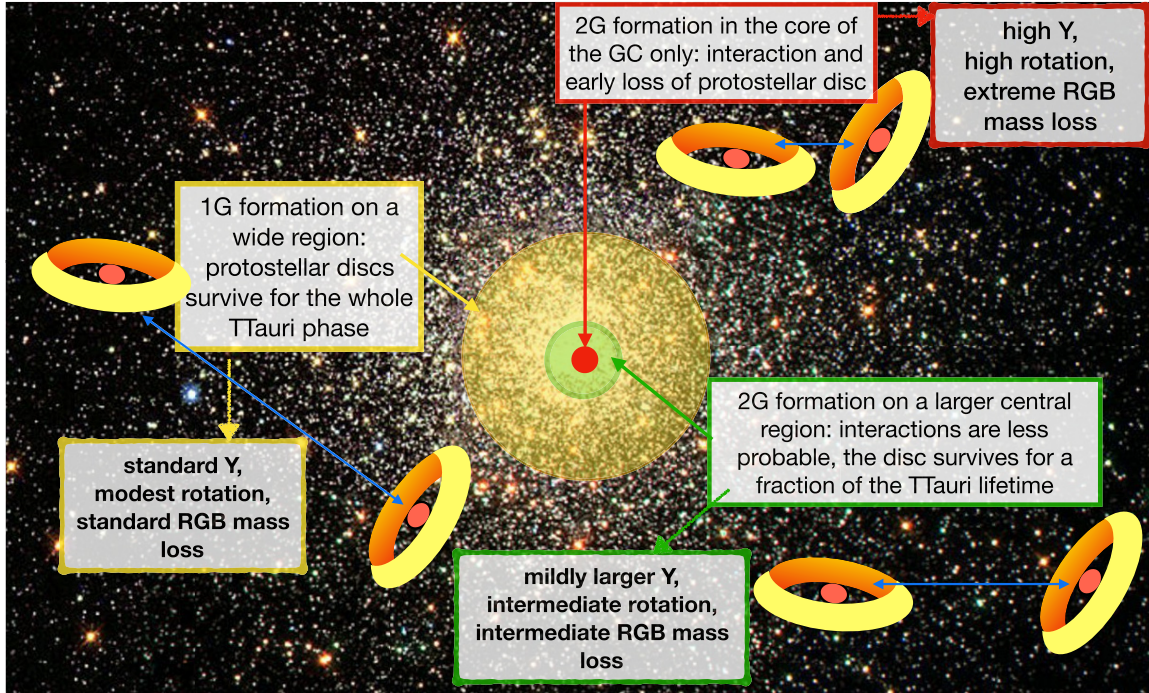 2G formation in the core of
the GC only: interaction and
early loss of protostellar disc
high Y,
high rotation,
extreme RGB
mass loss
1G formation on a
wide region:
protostellar discs
survive for the whole
TTauri phase
standard Y,
modest rotation,
standard RGB mass
loss
2G formation on a larger central
region: interactions are less
probable, the disc survives for a
fraction of the TTauri lifetime
mildly larger Y,
intermediate rotation,
intermediate RGB mass
loss